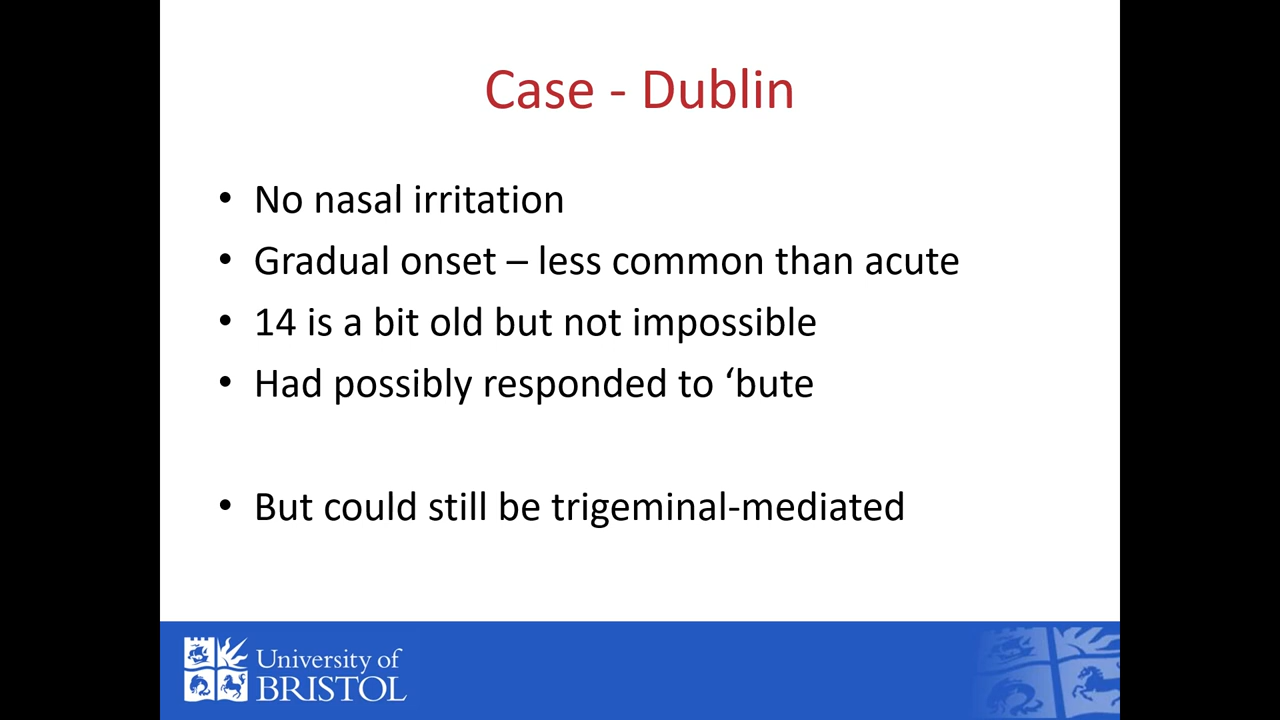 Case - Dublin
• No nasal irritation
• Gradual onset – less common than acute
• 14 is a bit old but not impossible
• Had possibly responded to ‘bute
• But could still be trigeminal-mediated
University of
BRISTOL